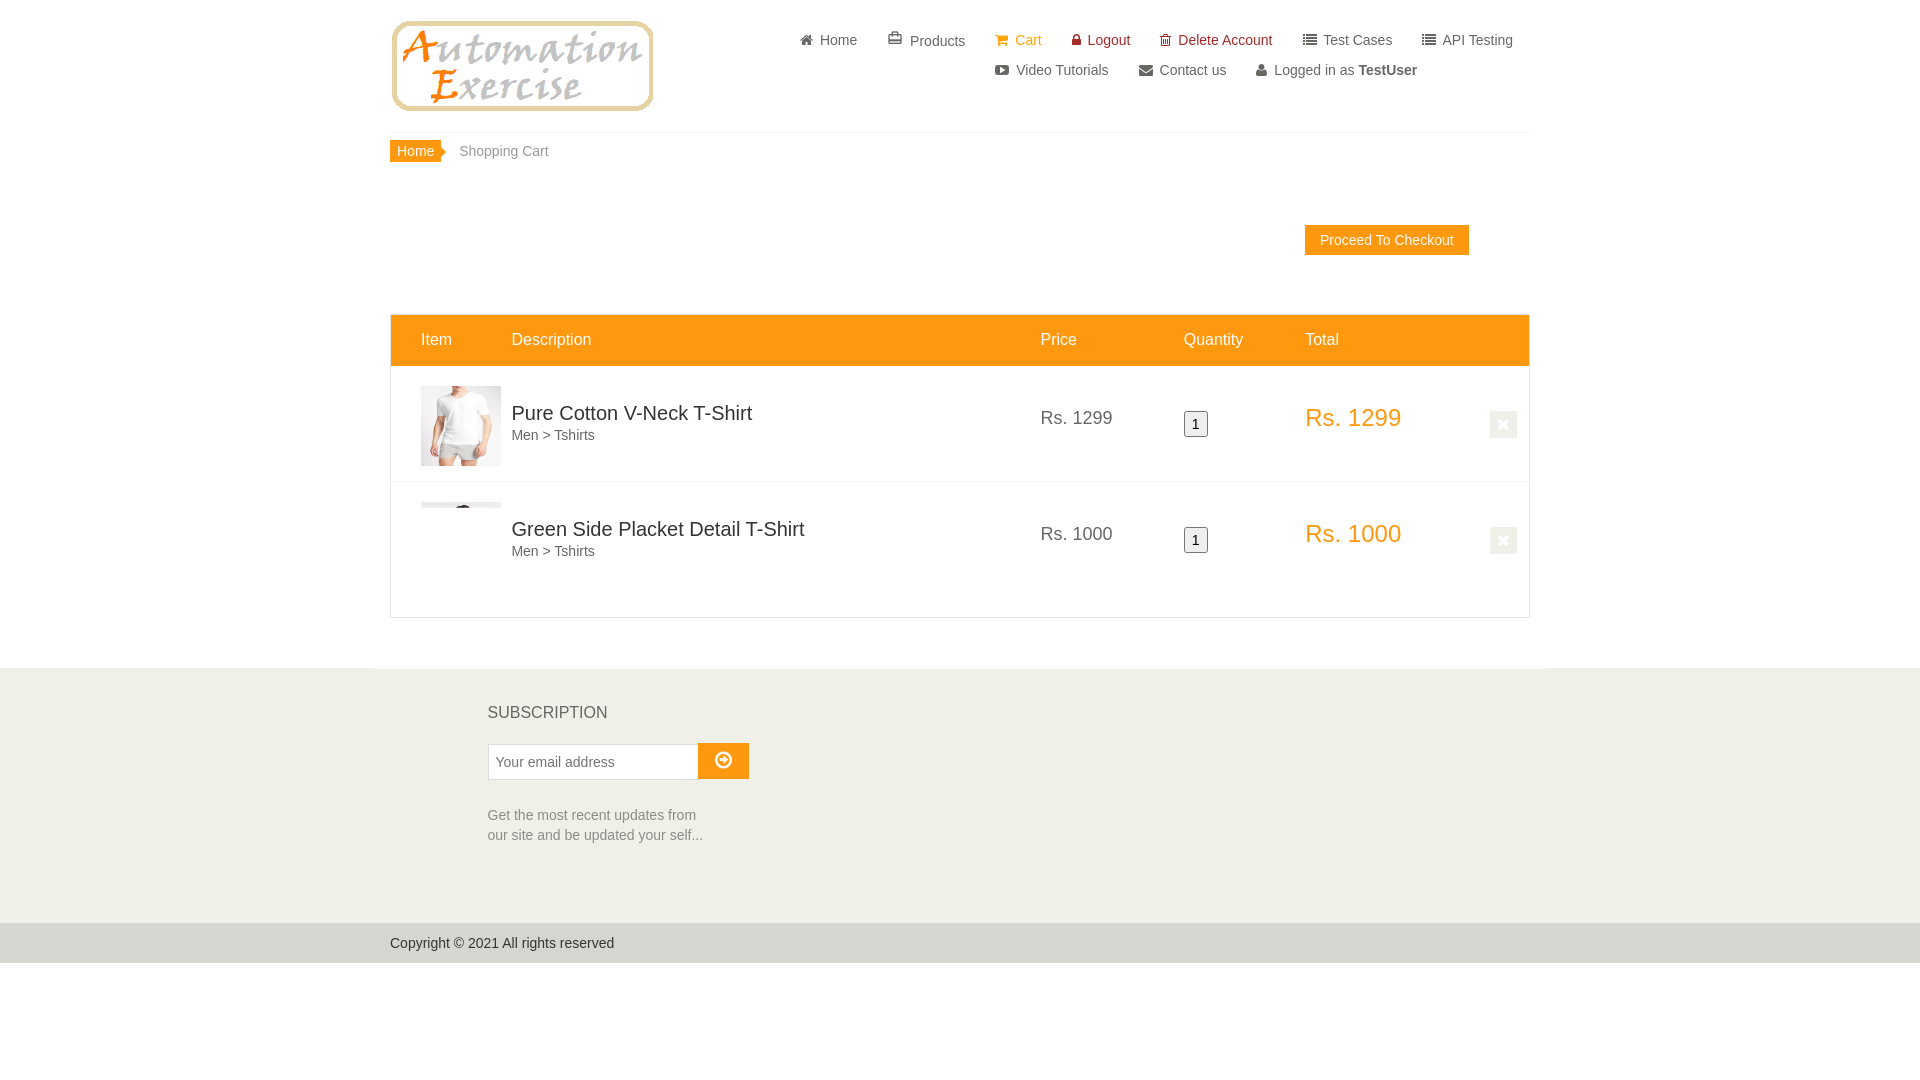 Automation
Exercise
Home
Products
Cart
Logout
Delete Account
Test Cases
API Testing
Video Tutorials
Contact us
Logged in as TestUser
Home
Shopping Cart
Proceed To Checkout
Item Description Price Quantity Total
Pure Cotton V-Neck T-Shirt
Men > Tshirts
Rs. 1299
1
Rs. 1299
Green Side Placket Detail T-Shirt
Men > Tshirts
Rs. 1000
1
Rs. 1000
SUBSCRIPTION
Your email address
Get the most recent updates from
our site and be updated your self...
Copyright © 2021 All rights reserved